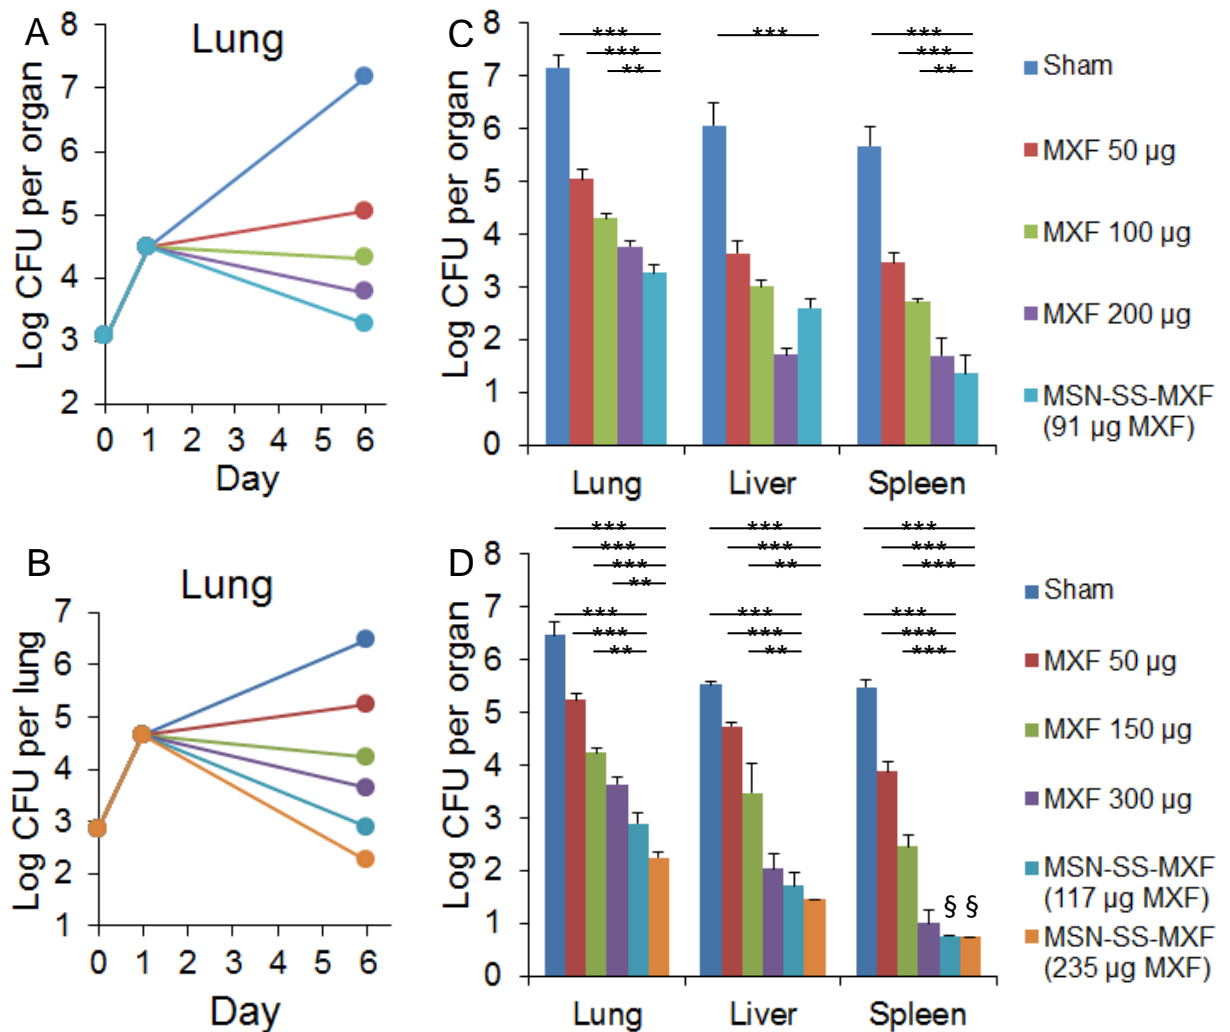 A
Lung
Log CFU per organ
8
7
6
5
4
3
2
0 1 2 3 4 5 6
Day
C
Log CFU per organ
8
7
6
5
4
3
2
1
0
*** *** ***
*** ***
** **
Lung Liver Spleen
Sham
MXF 50 µg
MXF 100 µg
MXF 200 µg
MSN-SS-MXF
(91 µg MXF)
B
Lung
Log CFU per lung
7
6
5
4
3
2
1
0 1 2 3 4 5 6
Day
D
Log CFU per organ
8
7
6
5
4
3
2
1
0
*** *** ***
*** *** ***
*** ** ***
**
*** *** ***
*** *** ***
** ** ***
§ §
Lung Liver Spleen
Sham
MXF 50 µg
MXF 150 µg
MXF 300 µg
MSN-SS-MXF
(117 µg MXF)
MSN-SS-MXF
(235 µg MXF)